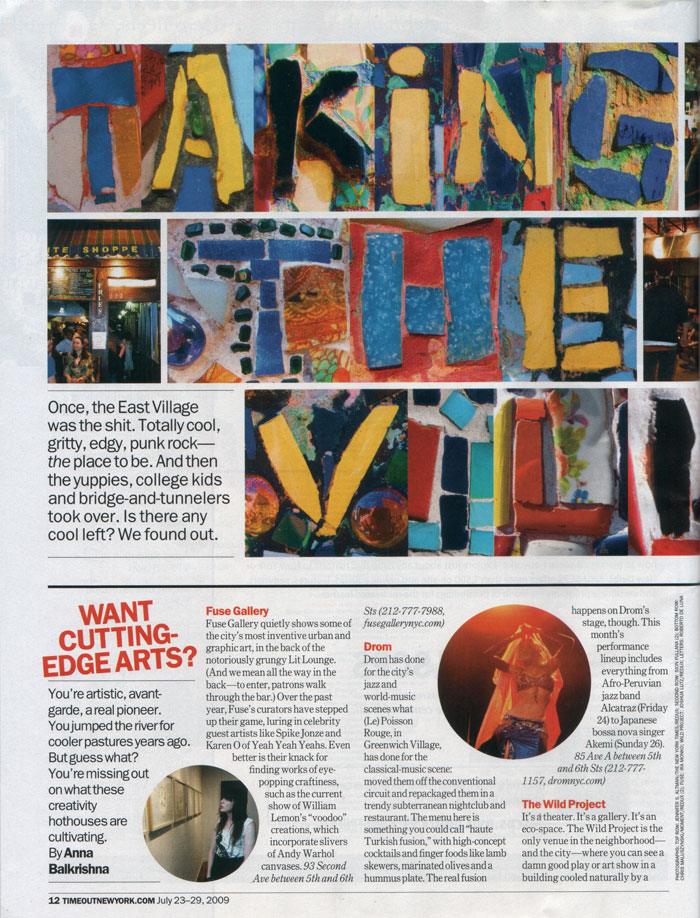 TAKiNG
TE SHOPPE
FRIES
THE
VILL
Once, the East Village
was the shit. Totally cool,
gritty, edgy, punk rock—
the place to be. And then
the yuppies, college kids
and bridge-and-tunnelers
took over. Is there any
cool left? We found out.
WANT
CUTTING-
EDGE ARTS?
You're artistic, avant-
garde, a real pioneer.
You jumped the river for
cooler pastures years ago.
But guess what?
You're missing out
on what these
creativity
hothouses are
cultivating.
By Anna
Balkrishna
Fuse Gallery
Fuse Gallery quietly shows some
of the city's most inventive urban and
graphic art, in the back of the
notoriously grungy Lit Lounge.
(And we mean all the way in the
back—to enter, patrons walk
through the bar.) Over the past
year, Fuse's curators have stepped
up their game, luring in celebrity
guest artists like Spike Jonze and
Karen O of Yeah Yeah Yeahs. Even
better is their knack for
finding works of eye-
popping craftiness,
such as the current
show of William
Lemon's "voodoo"
creations, which
incorporate slivers
of Andy Warhol
canvases. 93 Second
Ave between 5th and 6th
Sts (212-777-7988,
fusegallerynyc.com)
Drom
Drom has done
for the city's
jazz and
world-music
scenes what
(Le) Poisson
Rouge, in
Greenwich Village,
has done for the
classical-music scene:
moved them off the conventional
circuit and repackaged them in a
trendy subterranean nightclub and
restaurant. The menu here is
something you could call "haute
Turkish fusion," with high-concept
cocktails and finger foods like lamb
skewers, marinated olives and a
hummus plate. The real fusion
happens on Drom's
stage, though. This
month's
performance
lineup includes
everything from
Afro-Peruvian
jazz band
Alcatraz (Friday
24) to Japanese
bossa nova singer
Akemi (Sunday 26).
85 Ave A between 5th
and 6th Sts (212-777-
1157, dromnyc.com)
The Wild Project
It's a theater. It's a gallery. It's an
eco-space. The Wild Project is the
only venue in the neighborhood—
and the city—where you can see a
damn good play or art show in a
building cooled naturally by a
12 TIMEOUTNEWYORK.COM July 23–29, 2009